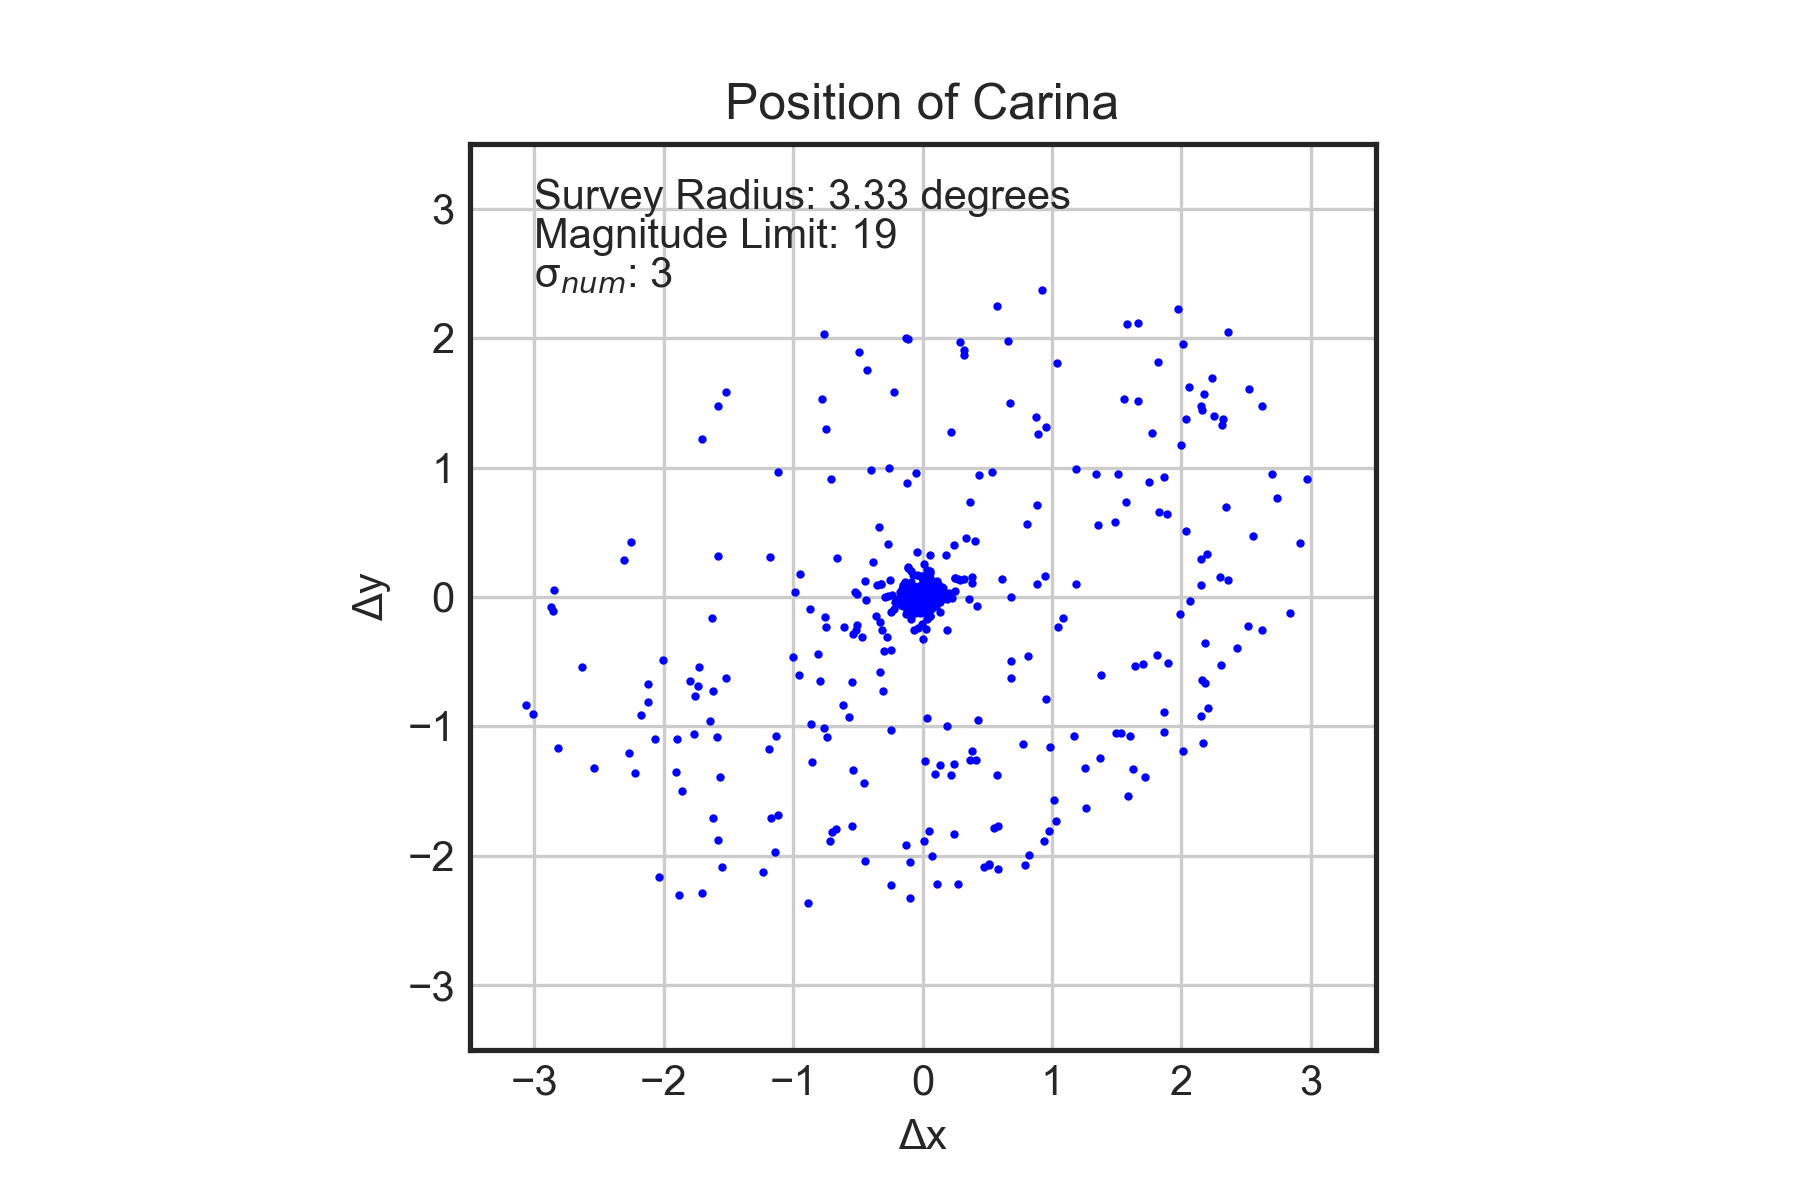 Position of Carina
Survey Radius: 3.33 degrees
Magnitude Limit: 19
σnum: 3
3
2
1
0
−1
−2
−3
Δy
−3 −2 −1 0 1 2 3
Δx